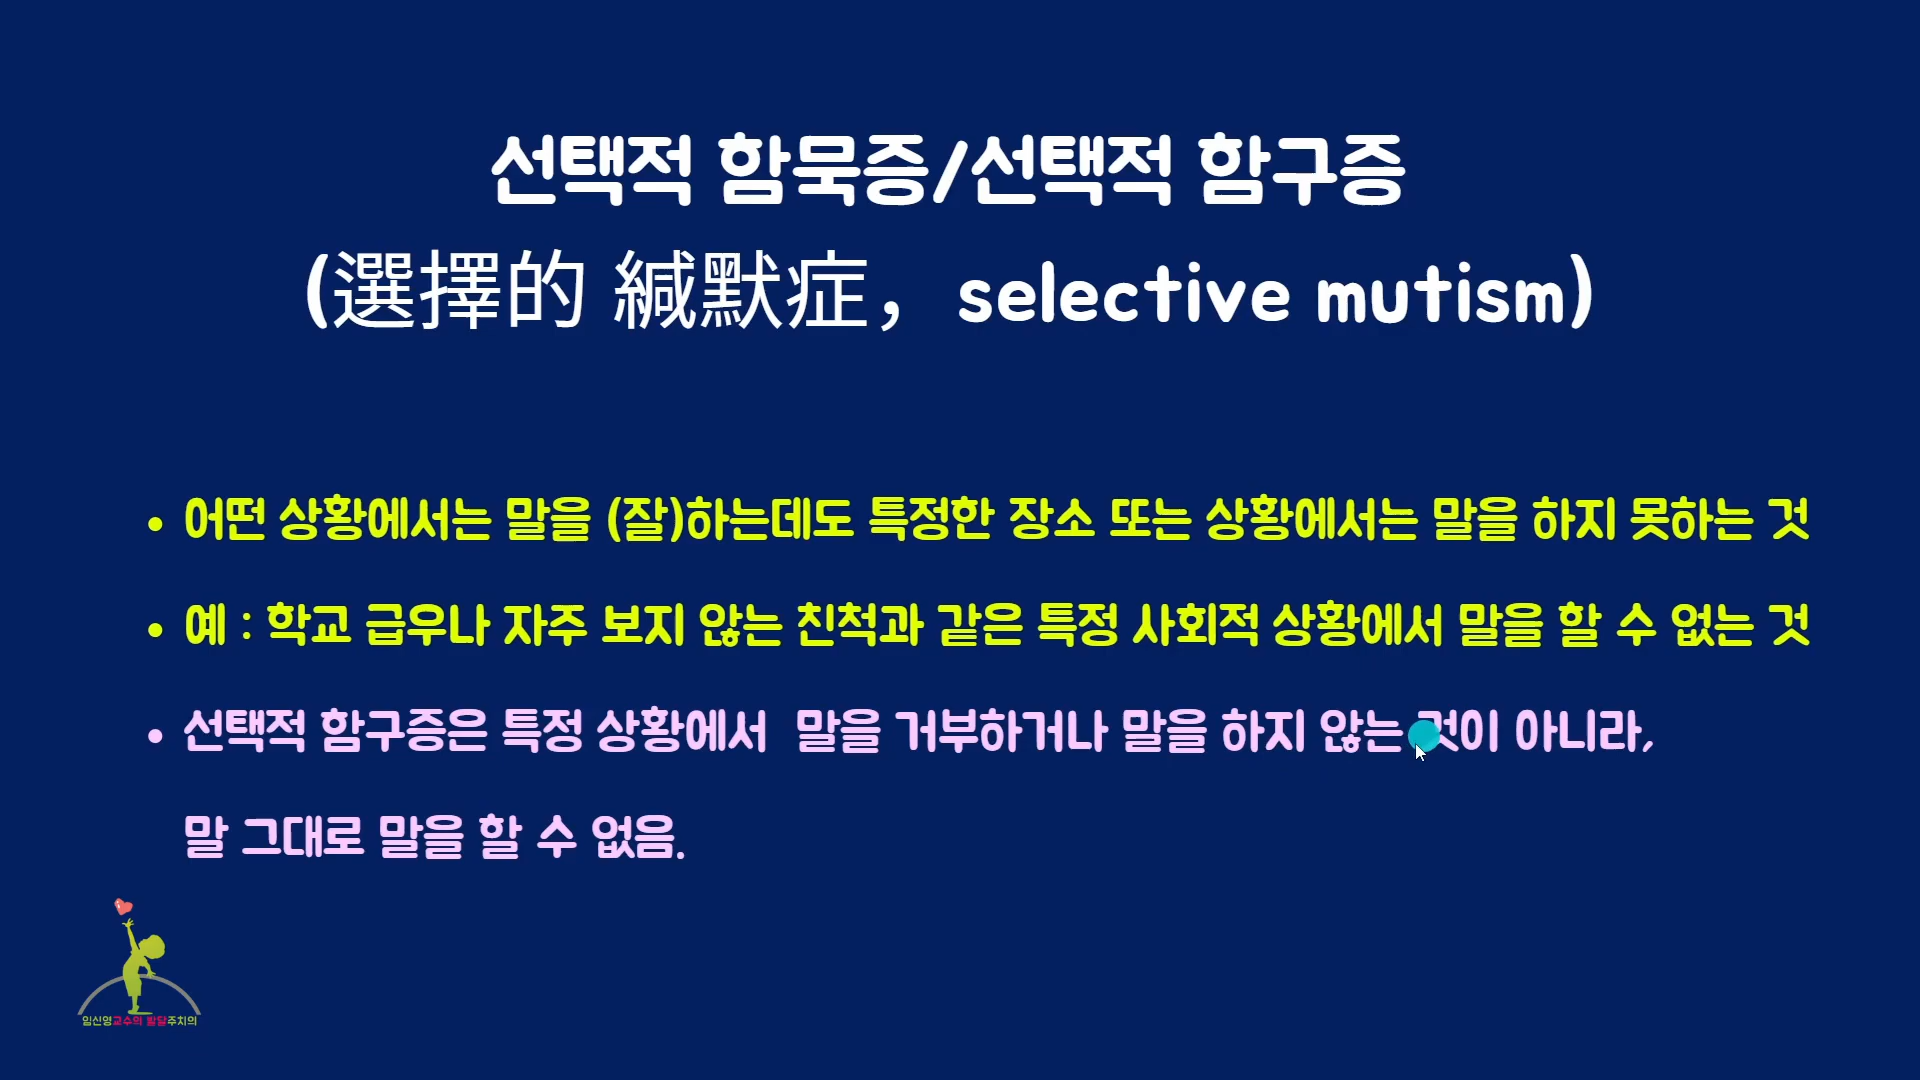 선택적 함묵증/선택적 함구증
(選擇的 緘默症, selective mutism)
• 어떤 상황에서는 말을 (잘)하는데도 특정한 장소 또는 상황에서는 말을 하지 못하는 것
• 예 : 학교 급우나 자주 보지 않는 친척과 같은 특정 사회적 상황에서 말을 할 수 없는 것
• 선택적 함구증은 특정 상황에서 말을 거부하거나 말을 하지 않는 것이 아니라,
말 그대로 말을 할 수 없음.
임신영교수의 발달주치의